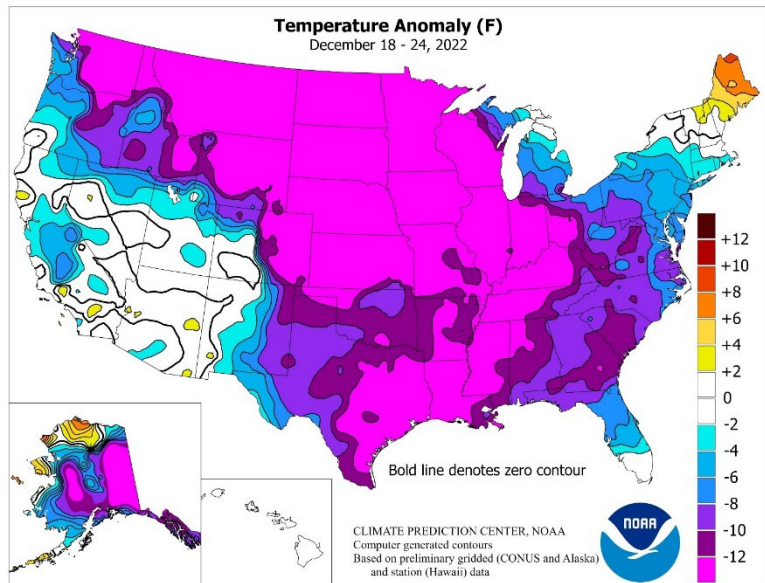 Temperature Anomaly (F)
December 18 - 24, 2022
+12
+10
+8
+6
+4
+2
0
-2
-4
-6
-8
-10
-12
Bold line denotes zero contour
CLIMATE PREDICTION CENTER, NOAA
Computer generated contours
Based on preliminary gridded (CONUS and Alaska)
and station (Hawaii) data
NOAA